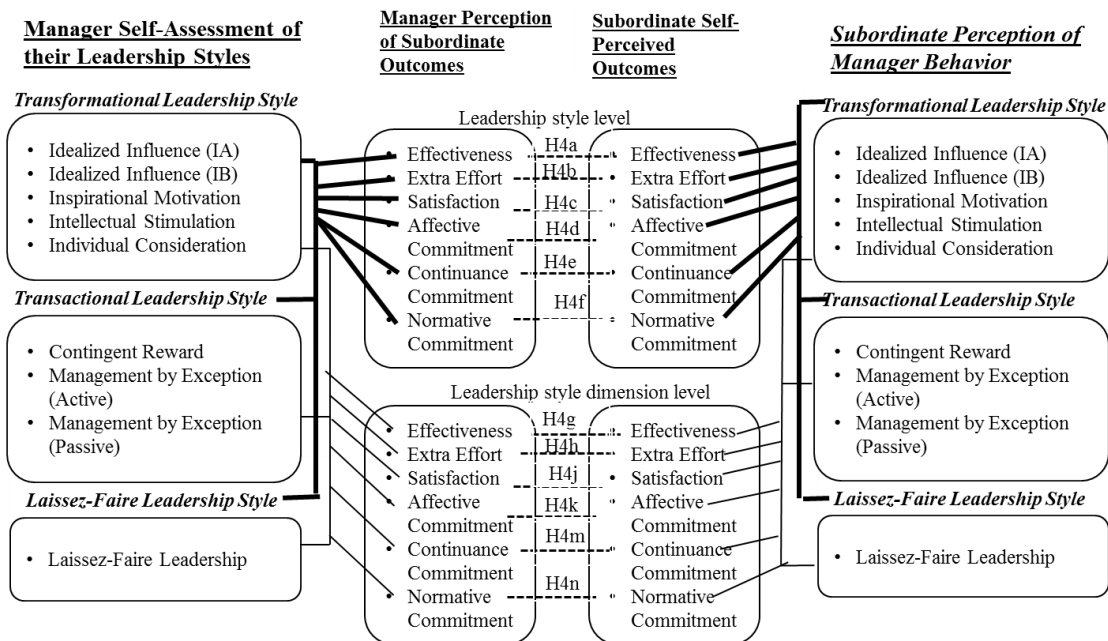 Manager Self-Assessment of
their Leadership Styles
Transformational Leadership Style
• Idealized Influence (IA)
• Idealized Influence (IB)
• Inspirational Motivation
• Intellectual Stimulation
• Individual Consideration
Transactional Leadership Style
• Contingent Reward
• Management by Exception
(Active)
• Management by Exception
(Passive)
Laissez-Faire Leadership Style
• Laissez-Faire Leadership
Manager Perception
of Subordinate
Outcomes
Subordinate Self-
Perceived
Outcomes
Leadership style level
• Effectiveness
• Extra Effort
• Satisfaction
• Affective
Commitment
• Continuance
Commitment
• Normative
Commitment
H4a
H4b
H4c
H4d
H4e
H4f
• Effectiveness
• Extra Effort
• Satisfaction
• Affective
Commitment
• Continuance
Commitment
• Normative
Commitment
Leadership style dimension level
• Effectiveness
• Extra Effort
• Satisfaction
• Affective
Commitment
• Continuance
Commitment
• Normative
Commitment
H4g
H4h
H4j
H4k
H4m
H4n
• Effectiveness
• Extra Effort
• Satisfaction
• Affective
Commitment
• Continuance
Commitment
• Normative
Commitment
Subordinate Perception of
Manager Behavior
Transformational Leadership Style
• Idealized Influence (IA)
• Idealized Influence (IB)
• Inspirational Motivation
• Intellectual Stimulation
• Individual Consideration
Transactional Leadership Style
• Contingent Reward
• Management by Exception
(Active)
• Management by Exception
(Passive)
Laissez-Faire Leadership Style
• Laissez-Faire Leadership